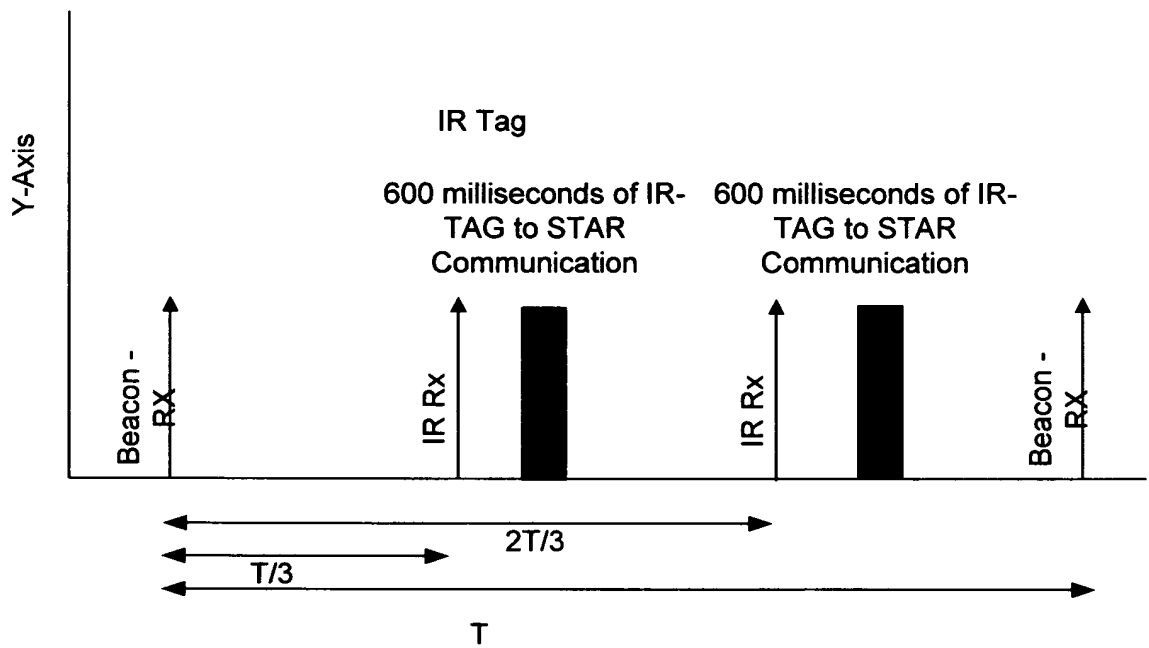 Y-Axis
IR Tag
600 milliseconds of IR-
TAG to STAR
Communication
600 milliseconds of IR-
TAG to STAR
Communication
Beacon -
RX
IR Rx
IR Rx
Beacon -
RX
2T/3
T/3
T